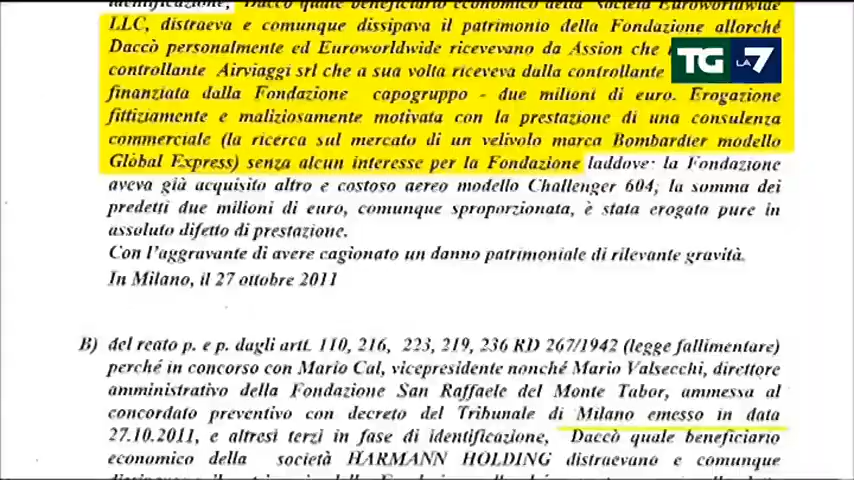 identificazione, Daccò quale beneficiario economico della Società Euroworldwide
LLC, distraeva e comunque dissipava il patrimonio della Fondazione allorché
Daccò personalmente ed Euroworldwide ricevevano da Assion che
controllante Airviaggi srl che a sua volta riceveva dalla controllante
finanziata dalla Fondazione capogruppo - due milioni di euro. Erogazione
fittiziamente e maliziosamente motivata con la prestazione di una consulenza
commerciale (la ricerca sul mercato di un velivolo marca Bombardier modello
Global Express) senza alcun interesse per la Fondazione laddove: la Fondazione
aveva già acquisito altro e costoso aereo modello Challenger 604; la somma dei
predetti due milioni di euro, comunque sproporzionata, è stata erogata pure in
assoluto difetto di prestazione.
Con l'aggravante di avere cagionato un danno patrimoniale di rilevante gravità.
In Milano, il 27 ottobre 2011
B) del reato p. e p. dagli artt. 110, 216, 223, 219, 236 RD 267/1942 (legge fallimentare)
perché in concorso con Mario Cal, vicepresidente nonché Mario Valsecchi, direttore
amministrativo della Fondazione San Raffaele del Monte Tabor, ammessa al
concordato preventivo con decreto del Tribunale di Milano emesso in data
27.10.2011, e altresì terzi in fase di identificazione, Daccò quale beneficiario
economico della società HARMANN HOLDING distraevano e comunque
TG LA7